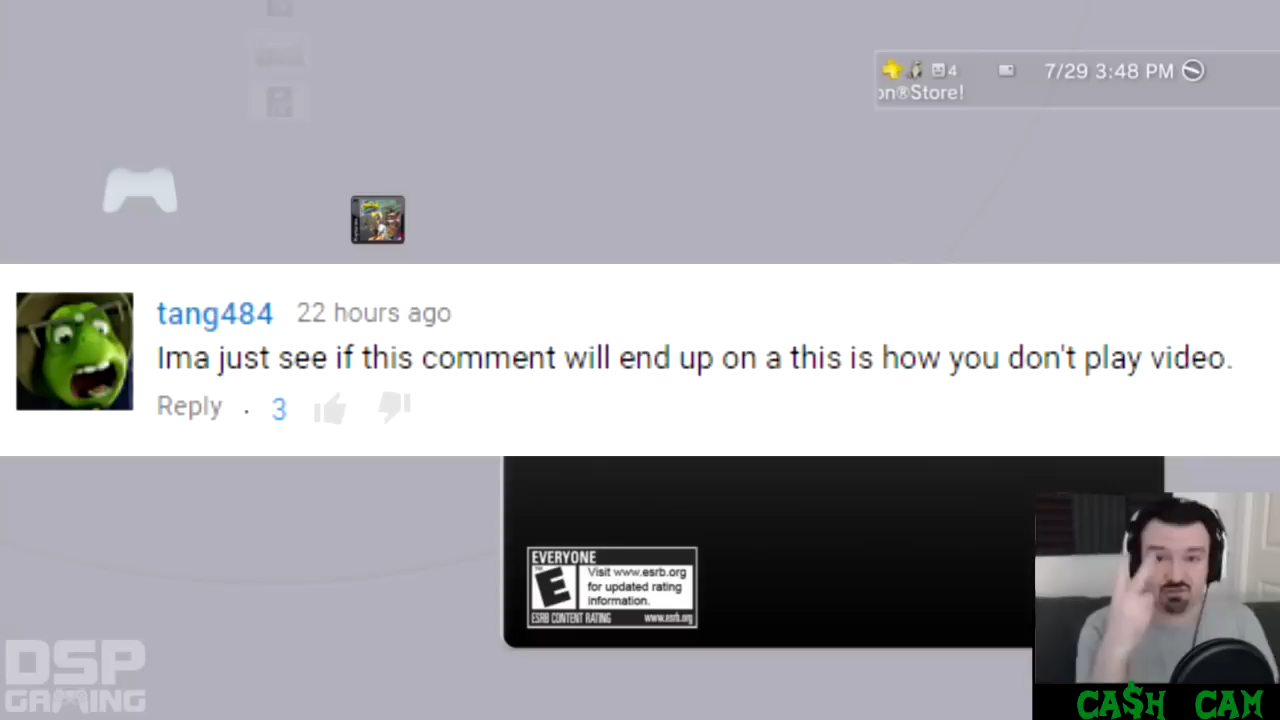 4 7/29 3:48 PM
on®Store!
tang484 22 hours ago
Ima just see if this comment will end up on a this is how you don't play video.
Reply . 3
EVERYONE
E
Visit www.esrb.org
for updated rating
information.
ESRB CONTENT RATING www.esrb.org
DSP
GAMING
CA$H CAM